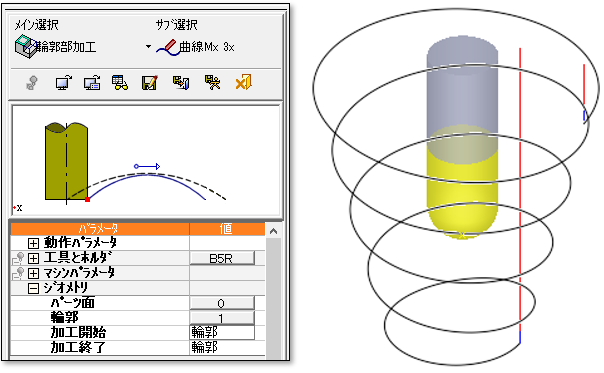 メイン選択 サブ選択
輪郭部加工 曲線Mx 3x
x
パラメータ 値
動作パラメータ
工具とホルダ B5R
マシンパラメータ
ジオメトリ
パーツ面 0
輪郭 1
加工開始 輪郭
加工終了 輪郭